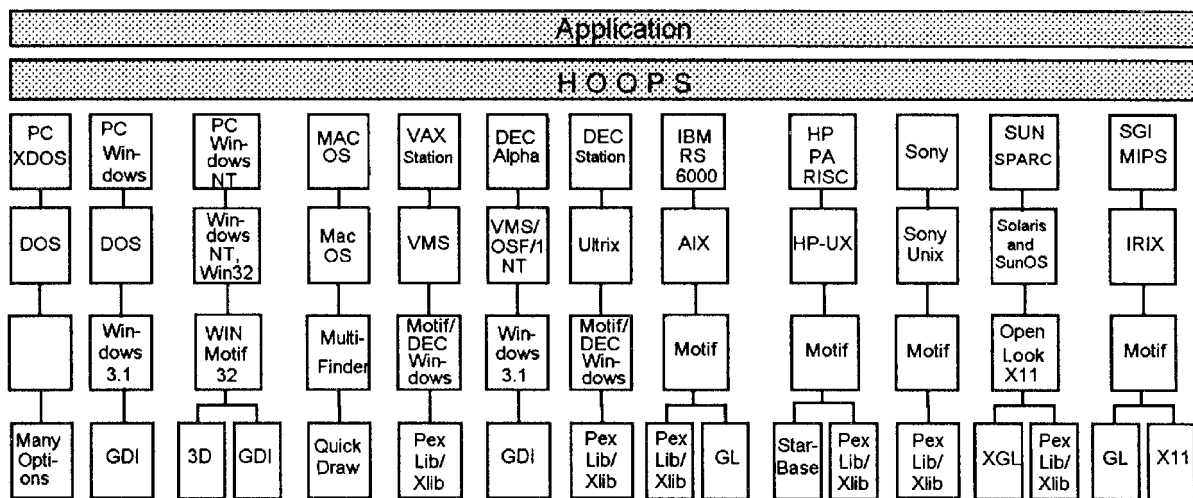 Application
H O O P S
PC
XDOS
PC
Win-
dows
PC
Win-
dows
NT
MAC
OS
VAX
Station
DEC
Alpha
DEC
Station
IBM
RS
6000
HP
PA
RISC
Sony
SUN
SPARC
SGI
MIPS
DOS
DOS
Win-
dows
NT,
Win32
Mac
OS
VMS
VMS/
OSF/1
NT
Ultrix
AIX
HP-UX
Sony
Unix
Solaris
and
SunOS
IRIX
Win-
dows
3.1
WIN
Motif
32
Multi-
Finder
Motif/
DEC
Win-
dows
Win-
dows
3.1
Motif/
DEC
Win-
dows
Motif
Motif
Motif
Open
Look
X11
Motif
Many
Opti-
ons
GDI
3D
GDI
Quick
Draw
Pex
Lib/
Xlib
GDI
Pex
Lib/
Xlib
Pex
Lib/
Xlib
GL
Star-
Base
Pex
Lib/
Xlib
Pex
Lib/
Xlib
XGL
Pex
Lib/
Xlib
GL
X11